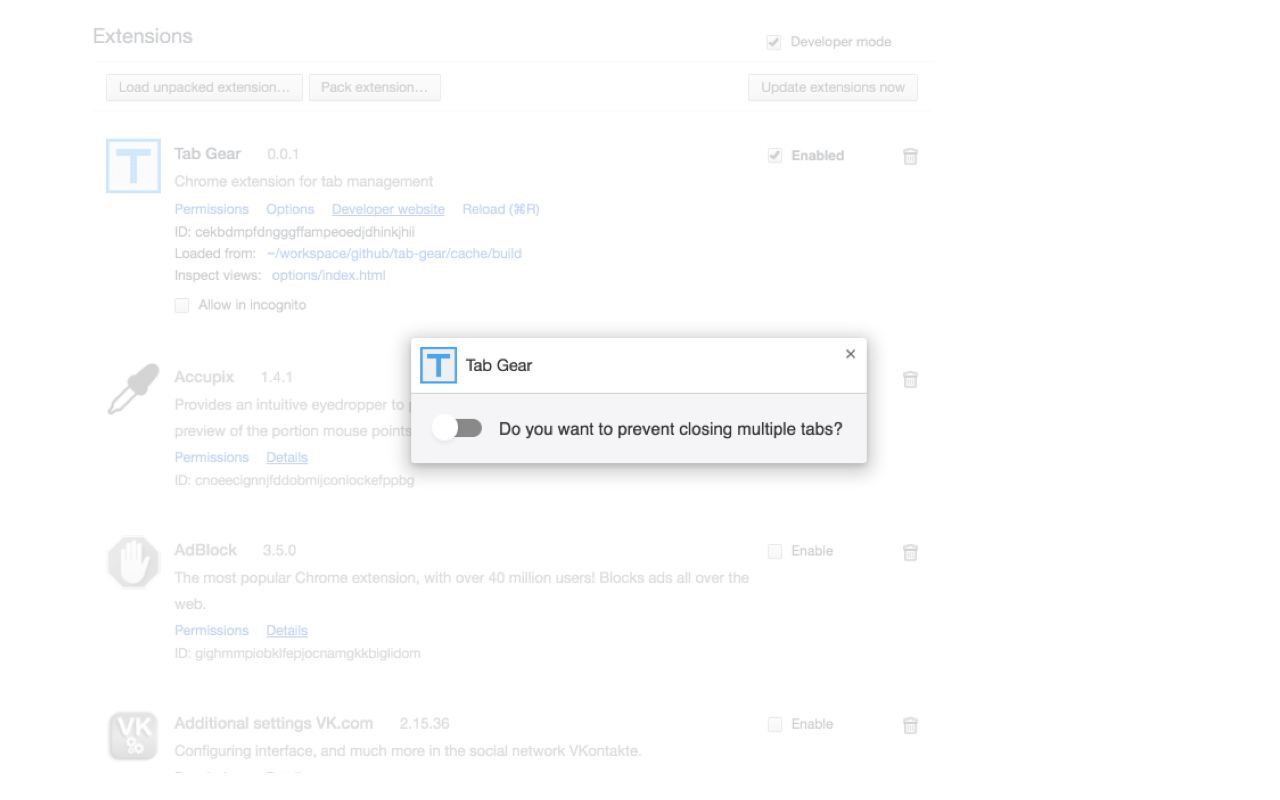 Extensions
Developer mode
Load unpacked extension...
Pack extension...
Update extensions now
T
Tab Gear 0.0.1
Enabled
Chrome extension for tab management
Permissions Options Developer website Reload (⌘R)
ID: cekbdmpfdngggffampeoedjdhinkjhii
Loaded from: ~/workspace/github/tab-gear/cache/build
Inspect views: options/index.html
Allow in incognito
T
Tab Gear
×
Do you want to prevent closing multiple tabs?
Accupix 1.4.1
Provides an intuitive eyedropper to
preview of the portion mouse points
Permissions Details
ID: cnoeecignnjfddobmijconlockefppbg
AdBlock 3.5.0
Enable
The most popular Chrome extension, with over 40 million users! Blocks ads all over the
web.
Permissions Details
ID: gighmmpiobklfepjocnamgkkbiglidom
VK
Additional settings VK.com 2.15.36
Enable
Configuring interface, and much more in the social network VKontakte.